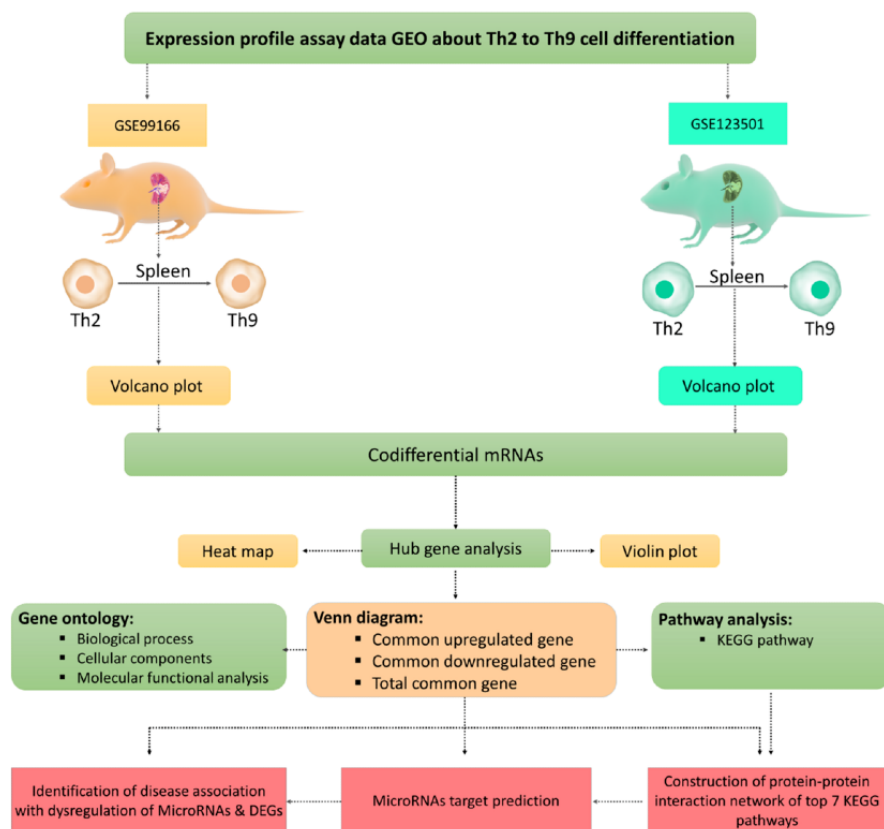 Expression profile assay data GEO about Th2 to Th9 cell differentiation
GSE99166
GSE123501
Spleen
Th2
Th9
Spleen
Th2
Th9
Volcano plot
Volcano plot
Codifferential mRNAs
Heat map
Hub gene analysis
Violin plot
Gene ontology:
▪ Biological process
▪ Cellular components
▪ Molecular functional analysis
Venn diagram:
▪ Common upregulated gene
▪ Common downregulated gene
▪ Total common gene
Pathway analysis:
▪ KEGG pathway
Identification of disease association
with dysregulation of MicroRNAs & DEGs
MicroRNAs target prediction
Construction of protein-protein
interaction network of top 7 KEGG
pathways